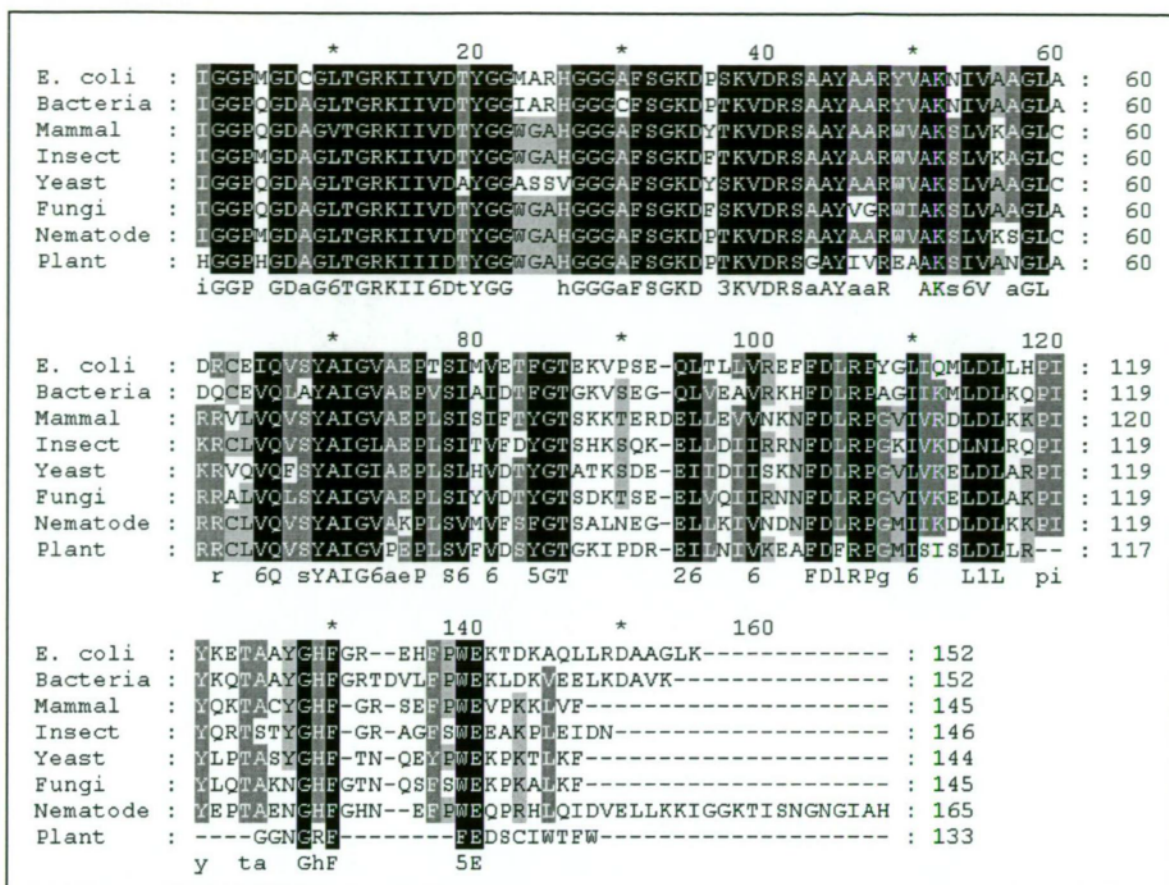 * 20 * 40 * 60
E. coli : IGGPMGDCGLTGRKIIVDTYGGMARHGGGAFSGKDPSKVDRSAAYAARYVAKNIVAAGLA : 60
Bacteria : IGGPQGDAGLTGRKIIVDTYGGIARHGGGCFSGKDPTKVDRSAAYAARYVAKNIVAAGLA : 60
Mammal : IGGPQGDAGVTGRKIIVDTYGGWGAHGGGAFSGKDYTKVDRSAAYAARWVAKSLVKAGLC : 60
Insect : IGGPMGDAGLTGRKIIVDTYGGWGAHGGGAFSGKDFTKVDRSAAYAARWVAKSLVKAGLC : 60
Yeast : IGGPQGDAGLTGRKIIVDAYGGASSVGGGAFSGKDYSKVDRSAAYAARWVAKSLVAAGLC : 60
Fungi : IGGPQGDAGLTGRKIIVDTYGGWGAHGGGAFSGKDFSKVDRSAAYVGRWIAKSLVAAGLA : 60
Nematode : IGGPMGDAGLTGRKIIVDTYGGWGAHGGGAFSGKDPTKVDRSAAYAARWVAKSLVKSGLC : 60
Plant : HGGPHGDAGLTGRKIIIDTYGGWGAHGGGAFSGKDPTKVDRSGAYIVREAAKSIVANGLA : 60
iGGP GDaG6TGRKII6DtYGG hGGGaFSGKD 3KVDRSaAYaaR AKs6V aGL
* 80 * 100 * 120
E. coli : DRCEIQVSYAIGVAEPTSIMVETFGTEKVPSE-QLTLLVREFFDLRPYGLIQMLDLLHPI : 119
Bacteria : DQCEVQLAYAIGVAEPVSIAIDTFGTGKVSEG-QLVEAVRKHFDLRPAGIIKMLDLKQPI : 119
Mammal : RRVLVQVSYAIGVAEPLSISIFTYGTSKKTERDELLEVVNKNFDLRPGVIVRDLDLKKPI : 120
Insect : KRCLVQVSYAIGLAEPLSITVFDYGTSHKSQK-ELLDIIRRNFDLRPGKIVKDLNLRQPI : 119
Yeast : KRVQVQFSYAIGIAEPLSLHVDTYGTATKSDE-EIIDIISKNFDLRPGVLVKELDLARPI : 119
Fungi : RRALVQLSYAIGVAEPLSIYVDTYGTSDKTSE-ELVQIIRNNFDLRPGVIVKELDLAKPI : 119
Nematode : RRCLVQVSYAIGVAKPLSVMVFSFGTSALNEG-ELLKIVNDNFDLRPGMIIKDLDLKKPI : 119
Plant : RRCLVQVSYAIGVPEPLSVFVDSYGTGKIPDR-EILNIVKEAFDFRPGMISISLDLLR-- : 117
r 6Q sYAIG6aeP S6 6 5GT 26 6 FDlRPg 6 L1L pi
* 140 * 160
E. coli : YKETAAYGHFGR--EHFPWEKTDKAQLLRDAAGLK------------- : 152
Bacteria : YKQTAAYGHFGRTDVLFPWEKLDKVEELKDAVK--------------- : 152
Mammal : YQKTACYGHF-GR-SEFPWEVPKKLVF--------------------- : 145
Insect : YQRTSTYGHF-GR-AGFSWEEAKPLEIDN------------------- : 146
Yeast : YLPTASYGHF-TN-QEYPWEKPKTLKF--------------------- : 144
Fungi : YLQTAKNGHFGTN-QSFSWEKPKALKF--------------------- : 145
Nematode : YEPTAENGHFGHN--EFPWEQPRHLQIDVELLKKIGGKTISNGNGIAH : 165
Plant : ----GGNGRF---------FEDSCIWTFW------------------- : 133
y ta GhF 5E